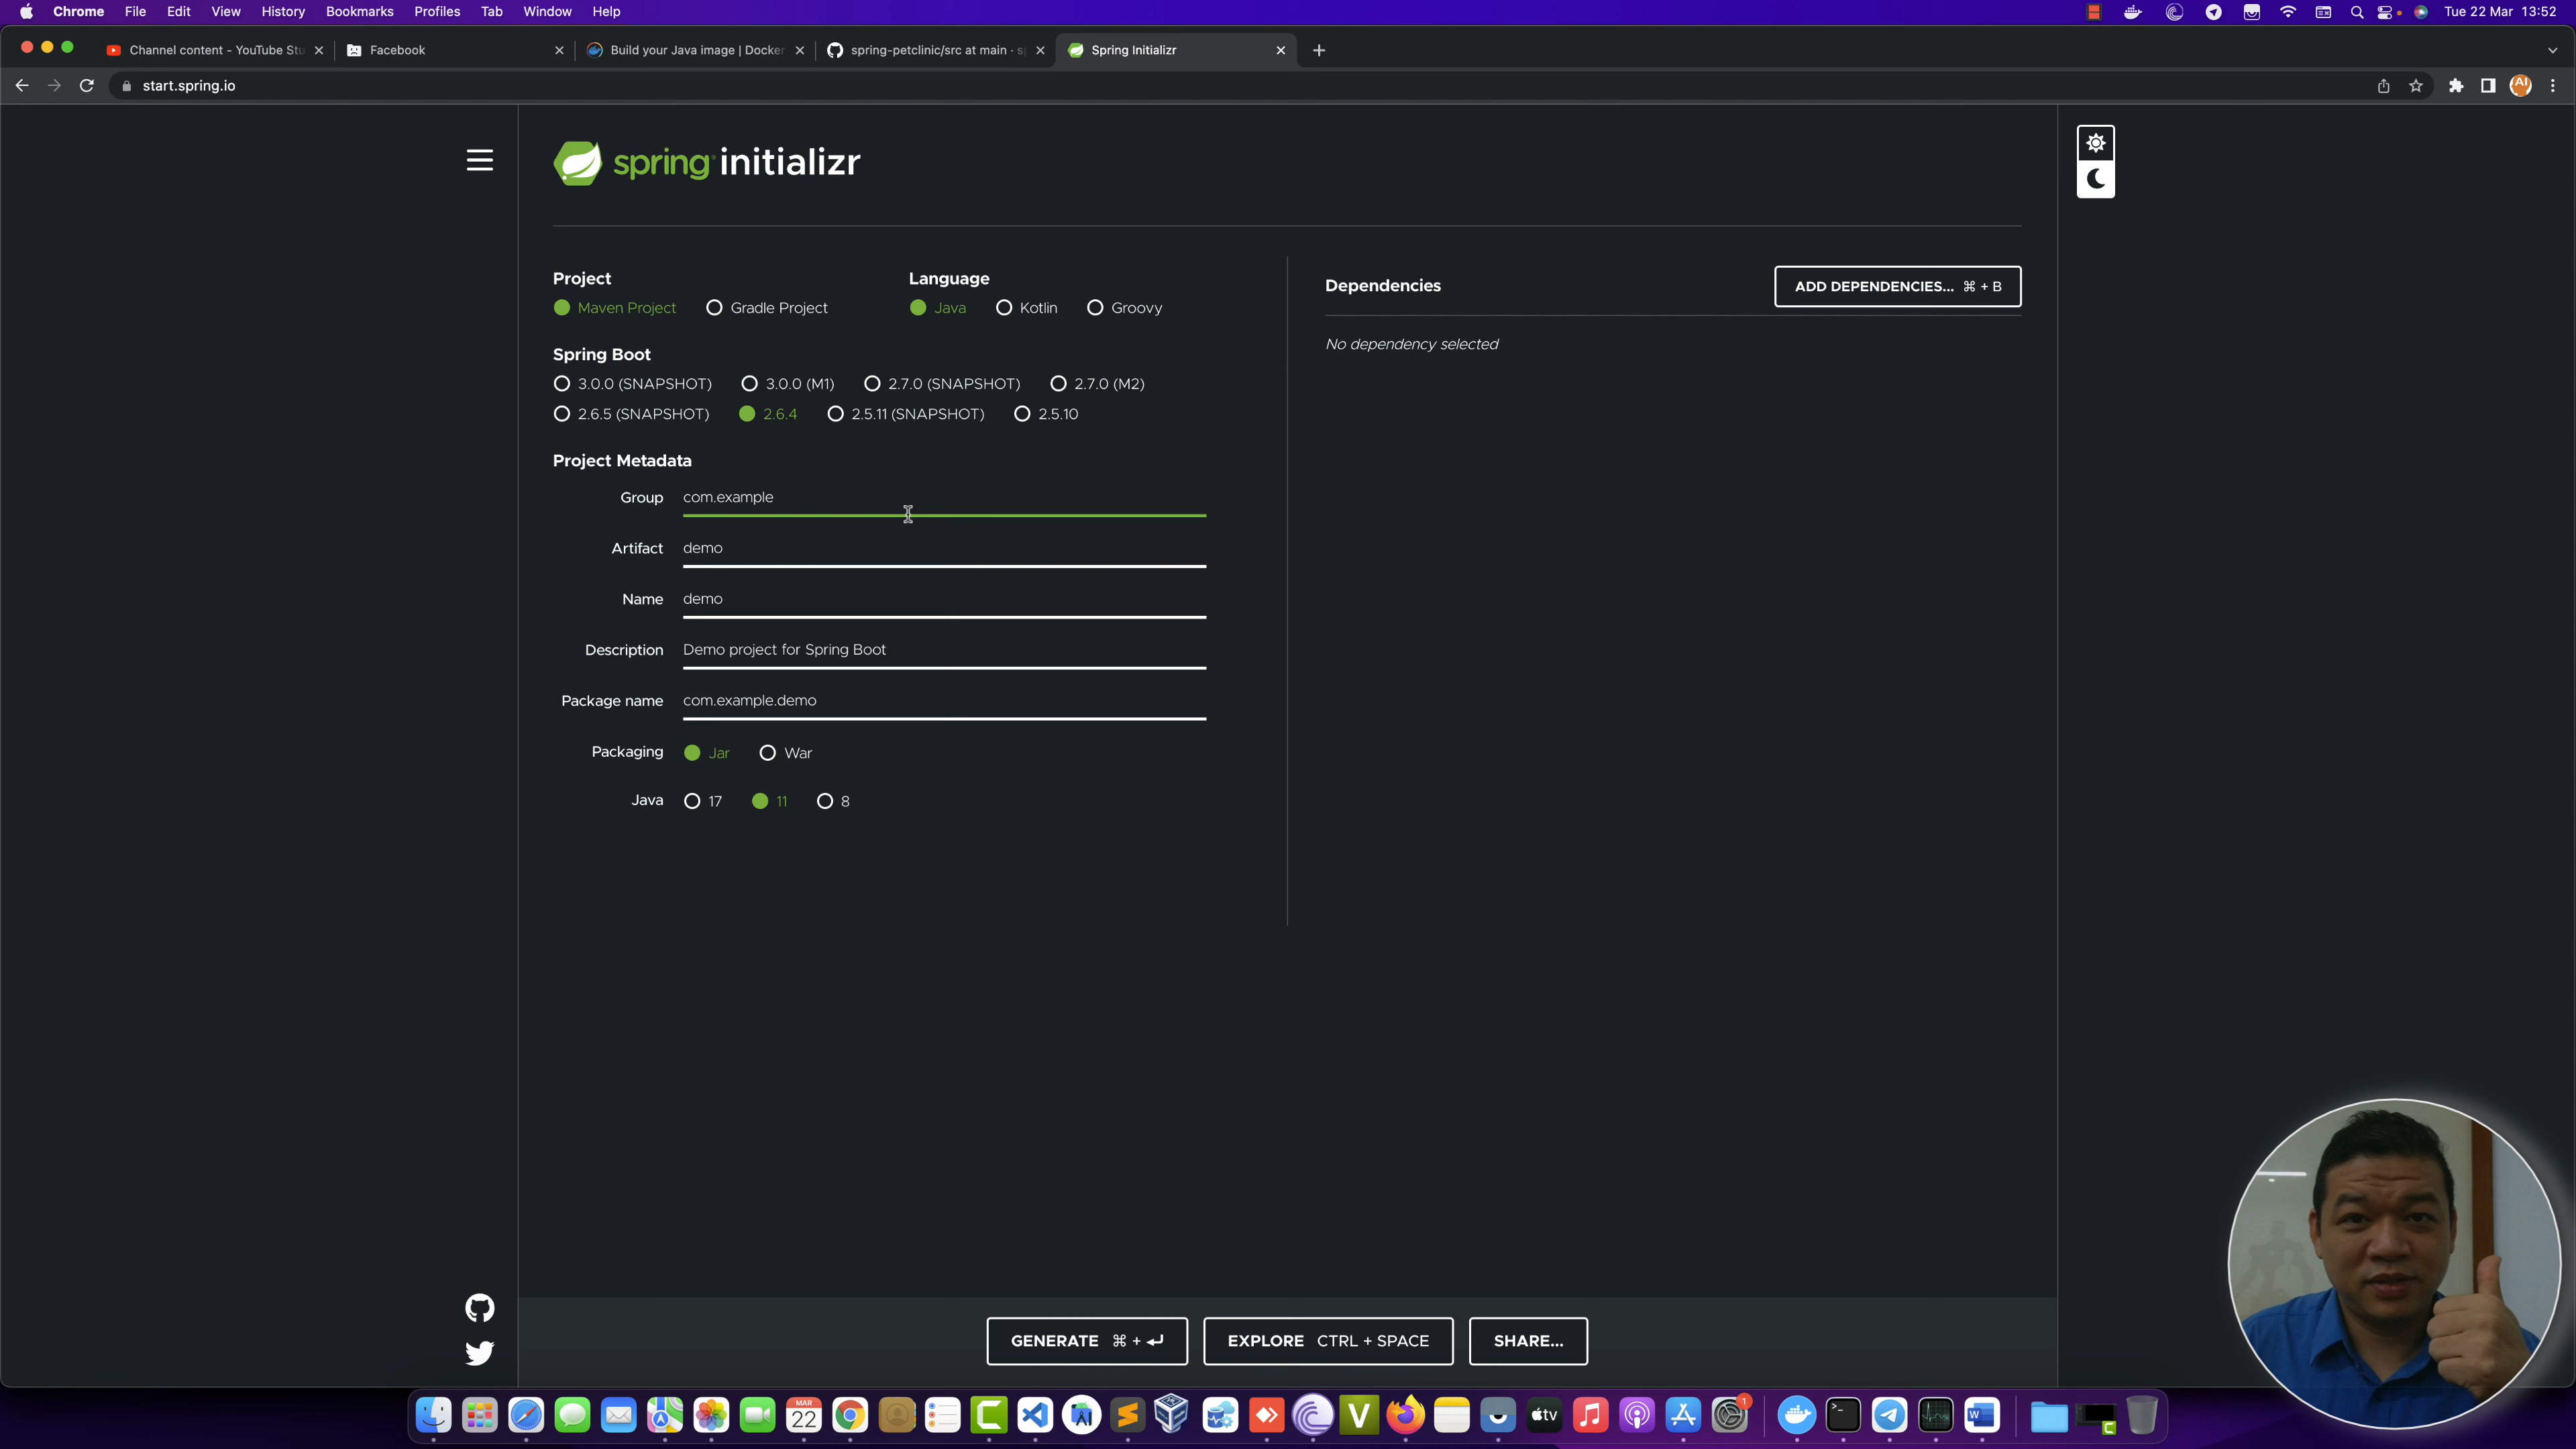 Chrome File Edit View History Bookmarks Profiles Tab Window Help Tue 22 Mar 13:52
Channel content - YouTube Stu Facebook Build your Java image | Docker spring-petclinic/src at main · s Spring Initializr
start.spring.io AI
spring initializr
Project Language
Maven Project Gradle Project Java Kotlin Groovy
Dependencies ADD DEPENDENCIES... ⌘ + B
No dependency selected
Spring Boot
3.0.0 (SNAPSHOT) 3.0.0 (M1) 2.7.0 (SNAPSHOT) 2.7.0 (M2)
2.6.5 (SNAPSHOT) 2.6.4 2.5.11 (SNAPSHOT) 2.5.10
Project Metadata
Group com.example
Artifact demo
Name demo
Description Demo project for Spring Boot
Package name com.example.demo
Packaging Jar War
Java 17 11 8
GENERATE ⌘ + ↵ EXPLORE CTRL + SPACE SHARE...
MAR
22 AI V tv 1 W C